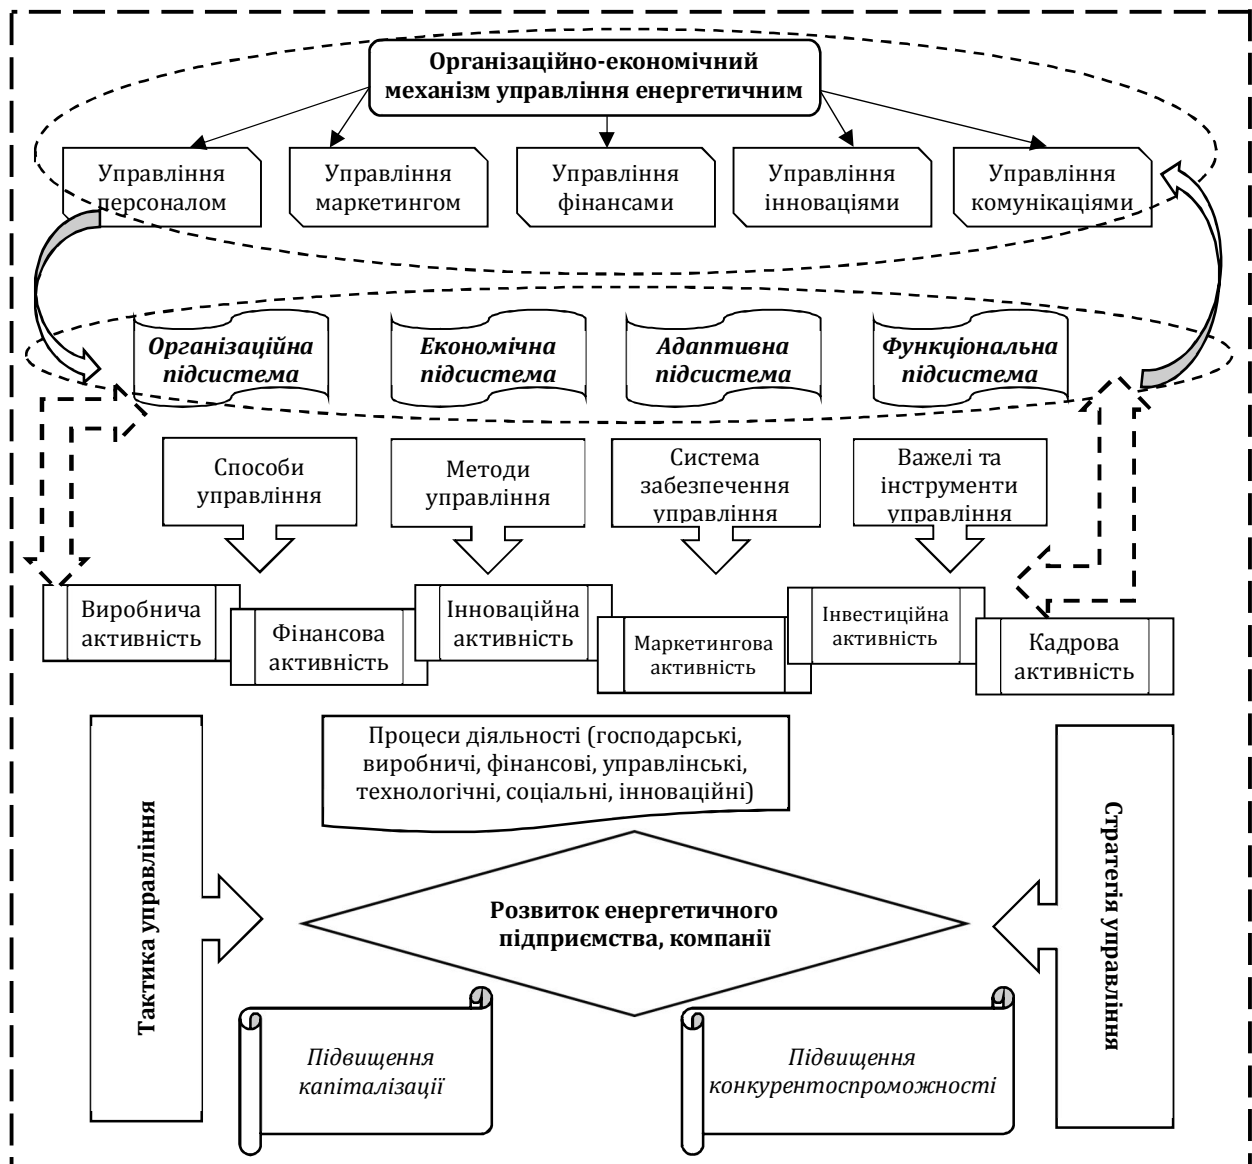 Організаційно-економічний
механізм управління енергетичним
Управління
персоналом
Управління
маркетингом
Управління
фінансами
Управління
інноваціями
Управління
комунікаціями
Організаційна
підсистема
Економічна
підсистема
Адаптивна
підсистема
Функціональна
підсистема
Способи
управління
Методи
управління
Система
забезпечення
управління
Важелі та
інструменти
управління
Виробнича
активність
Фінансова
активність
Інноваційна
активність
Маркетингова
активність
Інвестиційна
активність
Кадрова
активність
Процеси діяльності (господарські,
виробничі, фінансові, управлінські,
технологічні, соціальні, інноваційні)
Тактика управління
Розвиток енергетичного
підприємства, компанії
Стратегія управління
Підвищення
капіталізації
Підвищення
конкурентоспроможності